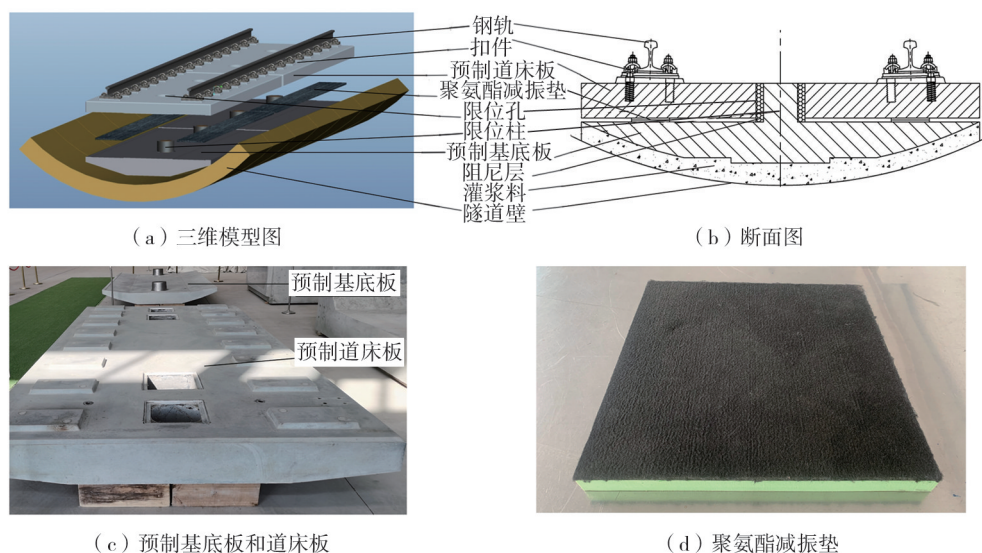 钢轨
扣件
预制道床板
聚氨酯减振垫
限位孔
限位柱
预制基底板
阻尼层
灌浆料
隧道壁
(a)三维模型图
(b)断面图
预制基底板
预制道床板
(c)预制基底板和道床板
(d)聚氨酯减振垫